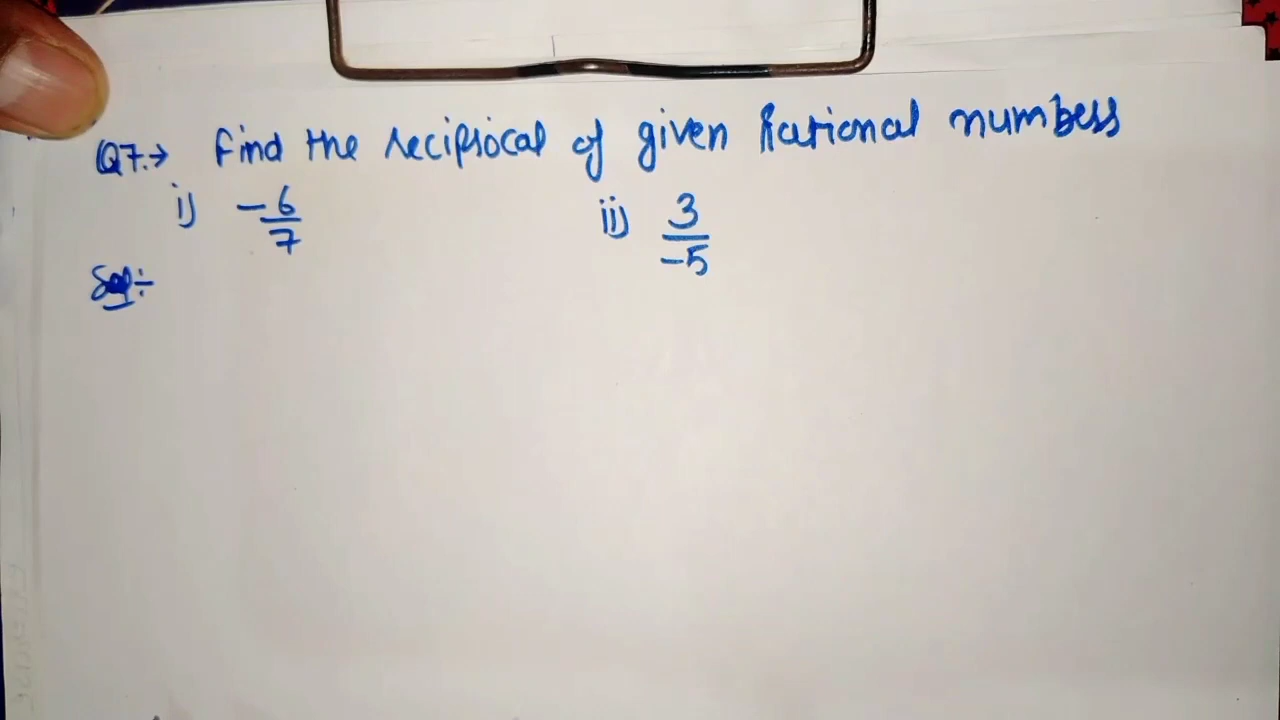 Q7.→ Find the reciprocal of given Rational numbers
i) -6/7 ii) 3/-5
Sol:-